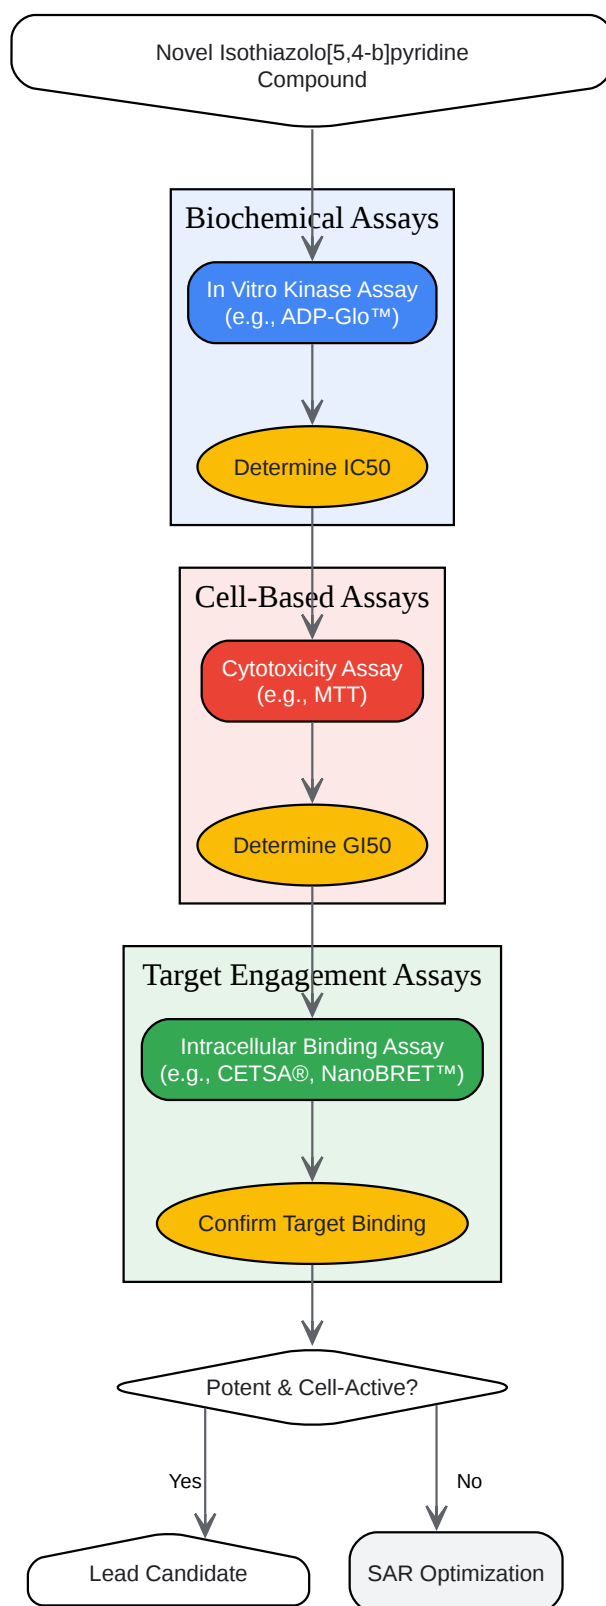 Novel Isothiazolo[5,4-b]pyridine
Compound
Biochemical Assays
In Vitro Kinase Assay
(e.g., ADP-Glo™)
Determine IC50
Cell-Based Assays
Cytotoxicity Assay
(e.g., MTT)
Determine GI50
Target Engagement Assays
Intracellular Binding Assay
(e.g., CETSA®, NanoBRET™)
Confirm Target Binding
Potent & Cell-Active?
Yes
No
Lead Candidate
SAR Optimization